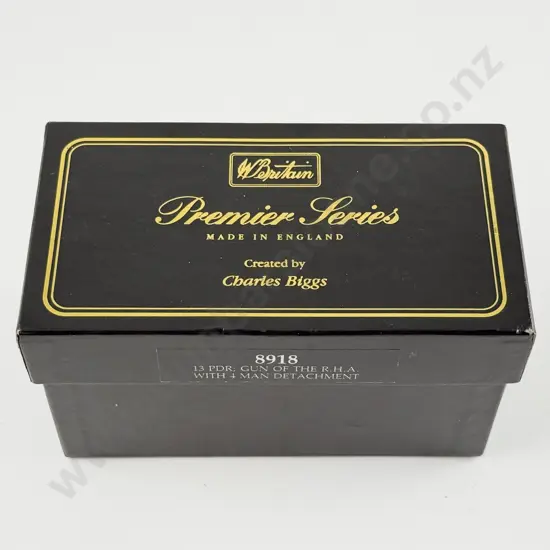 W Britain
Premier Series
MADE IN ENGLAND
Created by
Charles Biggs
8918
13 PDR: GUN OF THE R.H.A.
WITH 4 MAN DETACHMENT